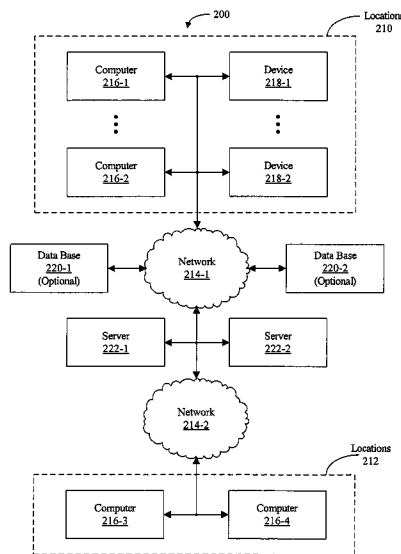 200
Locations
210
Computer
216-1
Device
218-1
Computer
216-2
Device
218-2
Data Base
220-1
(Optional)
Network
214-1
Data Base
220-2
(Optional)
Server
222-1
Server
222-2
Network
214-2
Locations
212
Computer
216-3
Computer
216-4